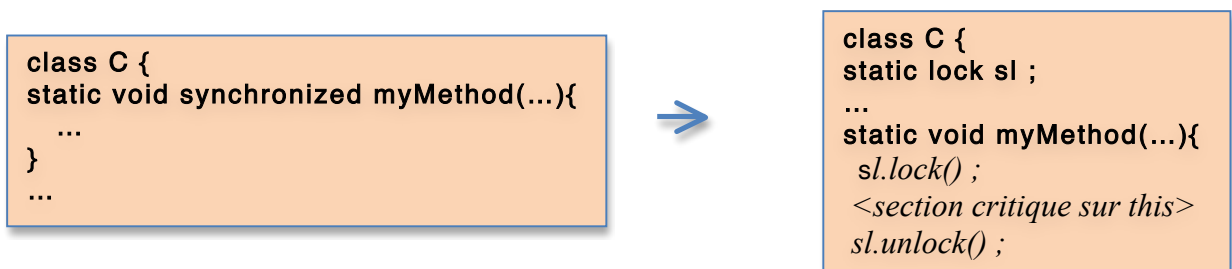 class C {
static void synchronized myMethod(...){
...
}
...
class C {
static lock sl ;
...
static void myMethod(...){
sl.lock() ;
<section critique sur this>
sl.unlock() ;